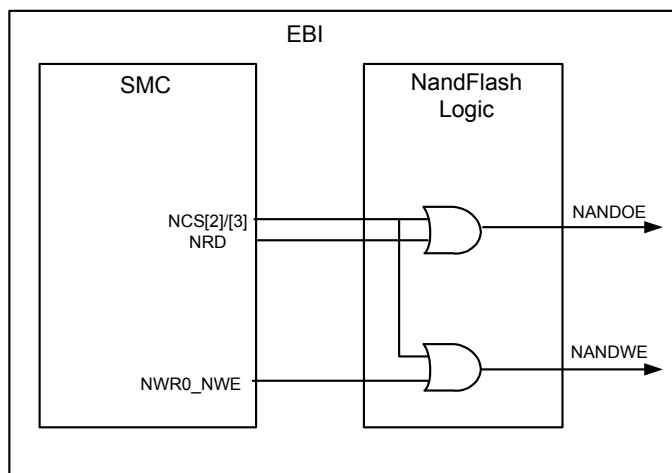 EBI
SMC
NandFlash
Logic
NCS[2]/[3]
NRD
NANDOE
NWR0_NWE
NANDWE